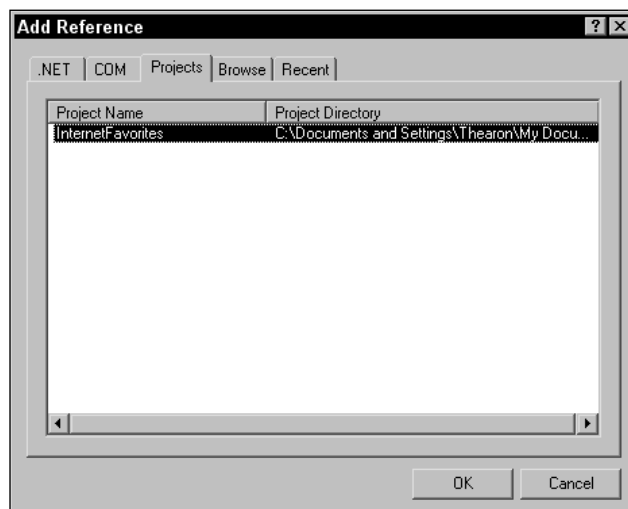 Add Reference
.NET COM Projects Browse Recent
Project Name Project Directory
InternetFavorites C:\Documents and Settings\Thearon\My Docu...
OK Cancel